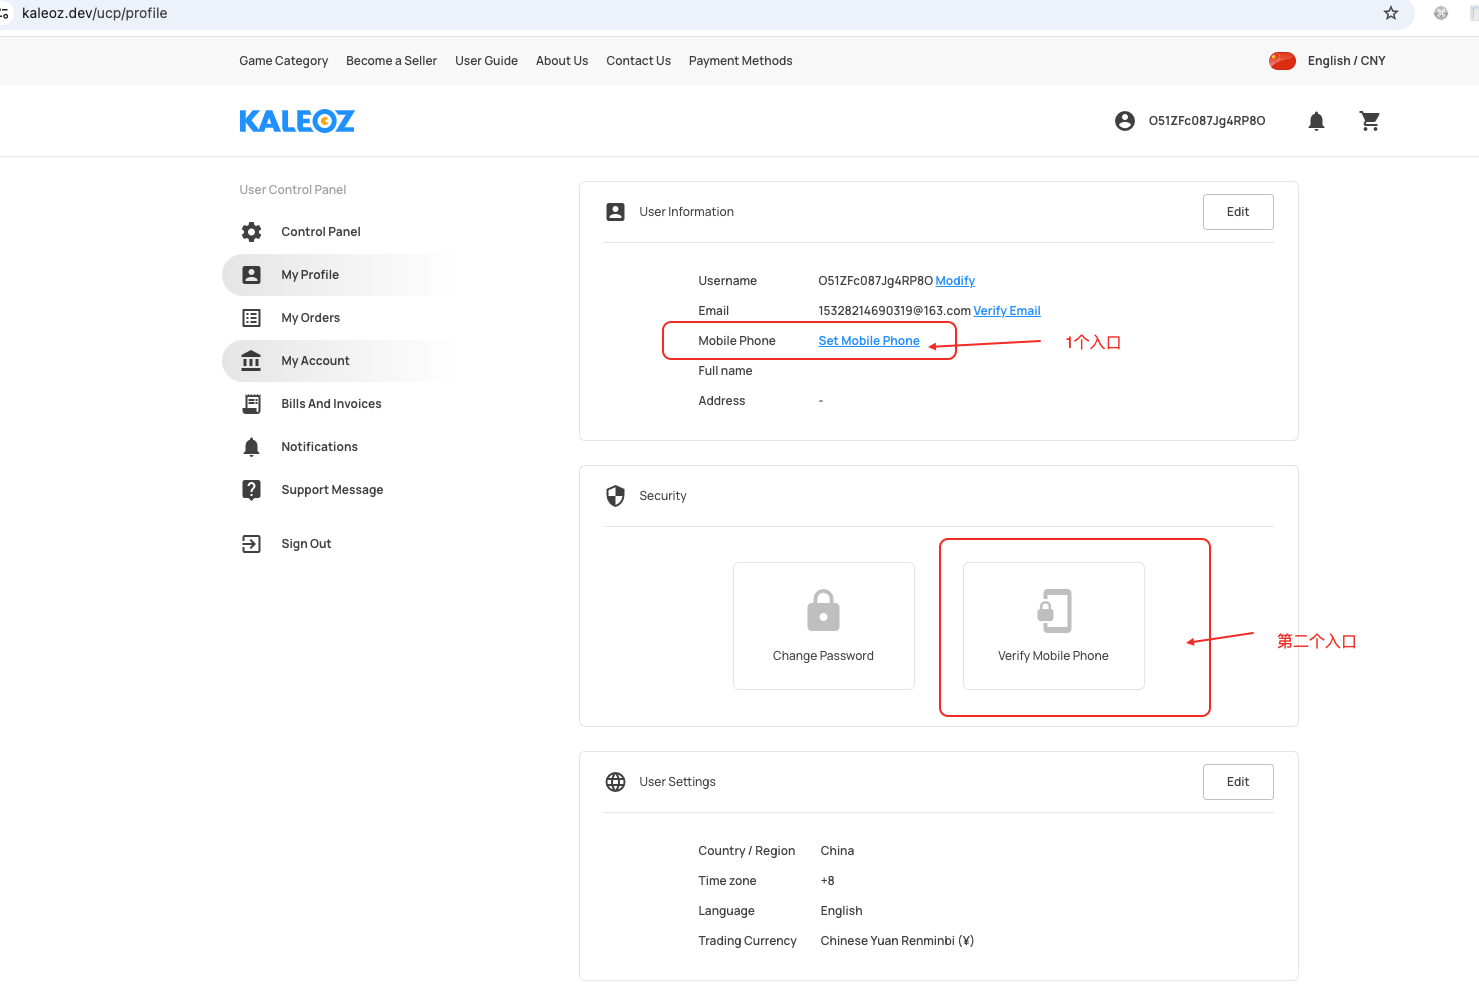 kaleoz.dev/ucp/profile
Game Category Become a Seller User Guide About Us Contact Us Payment Methods English / CNY
KALEOZ O51ZFc087Jg4RP8O
User Control Panel
Control Panel
My Profile
My Orders
My Account
Bills And Invoices
Notifications
Support Message
Sign Out
User Information Edit
Username O51ZFc087Jg4RP8O Modify
Email 15328214690319@163.com Verify Email
Mobile Phone Set Mobile Phone 1个入口
Full name
Address -
Security
Change Password Verify Mobile Phone 第二个入口
User Settings Edit
Country / Region China
Time zone +8
Language English
Trading Currency Chinese Yuan Renminbi (¥)